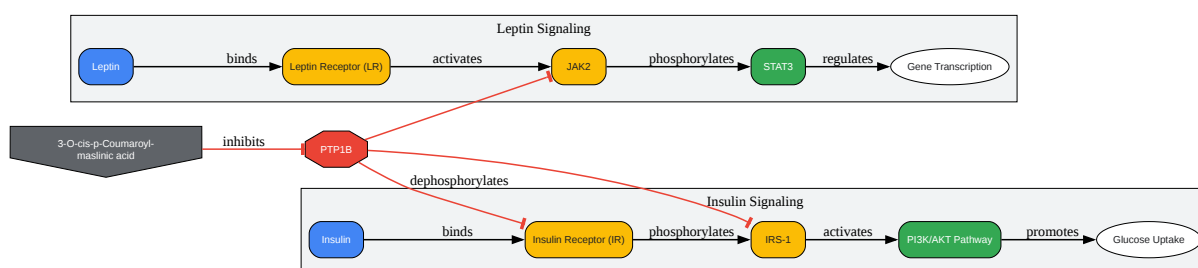 Leptin Signaling
Leptin
binds
Leptin Receptor (LR)
activates
JAK2
phosphorylates
STAT3
regulates
Gene Transcription
3-O-cis-p-Coumaroyl-
maslinic acid
inhibits
PTP1B
dephosphorylates
Insulin Signaling
Insulin
binds
Insulin Receptor (IR)
phosphorylates
IRS-1
activates
PI3K/AKT Pathway
promotes
Glucose Uptake